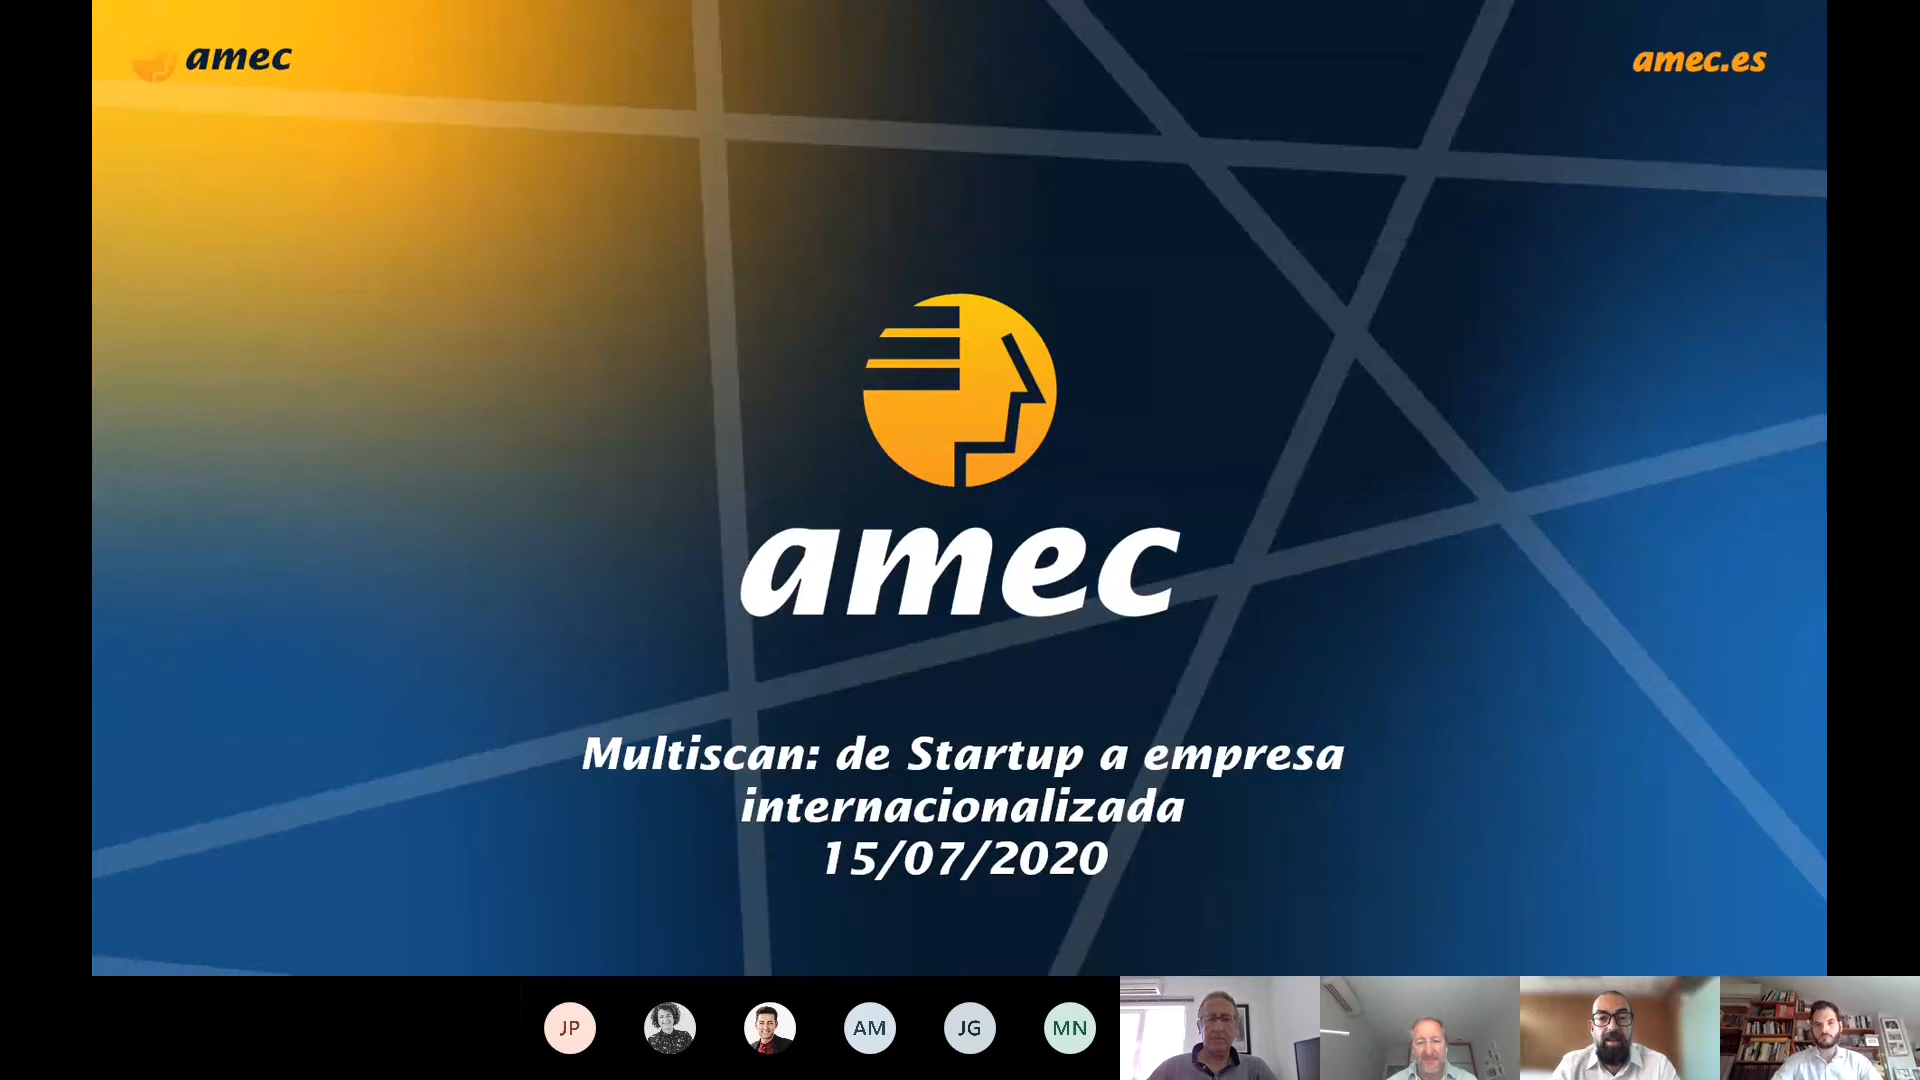 amec
amec.es
amec
Multiscan: de Startup a empresa
internacionalizada
15/07/2020
JP
AM
JG
MN